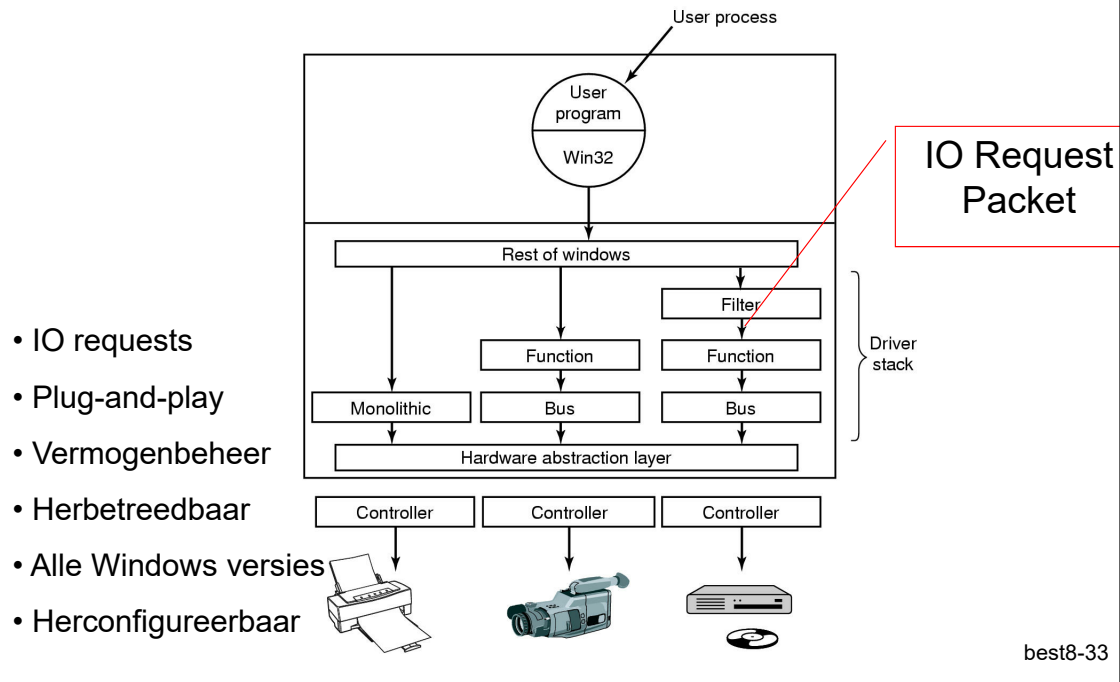 User process
User
program
Win32
IO Request
Packet
Rest of windows
Filter
Function
Function
Driver
stack
Monolithic
Bus
Bus
Hardware abstraction layer
Controller
Controller
Controller
• IO requests
• Plug-and-play
• Vermogenbeheer
• Herbetreedbaar
• Alle Windows versies
• Herconfigureerbaar
best8-33